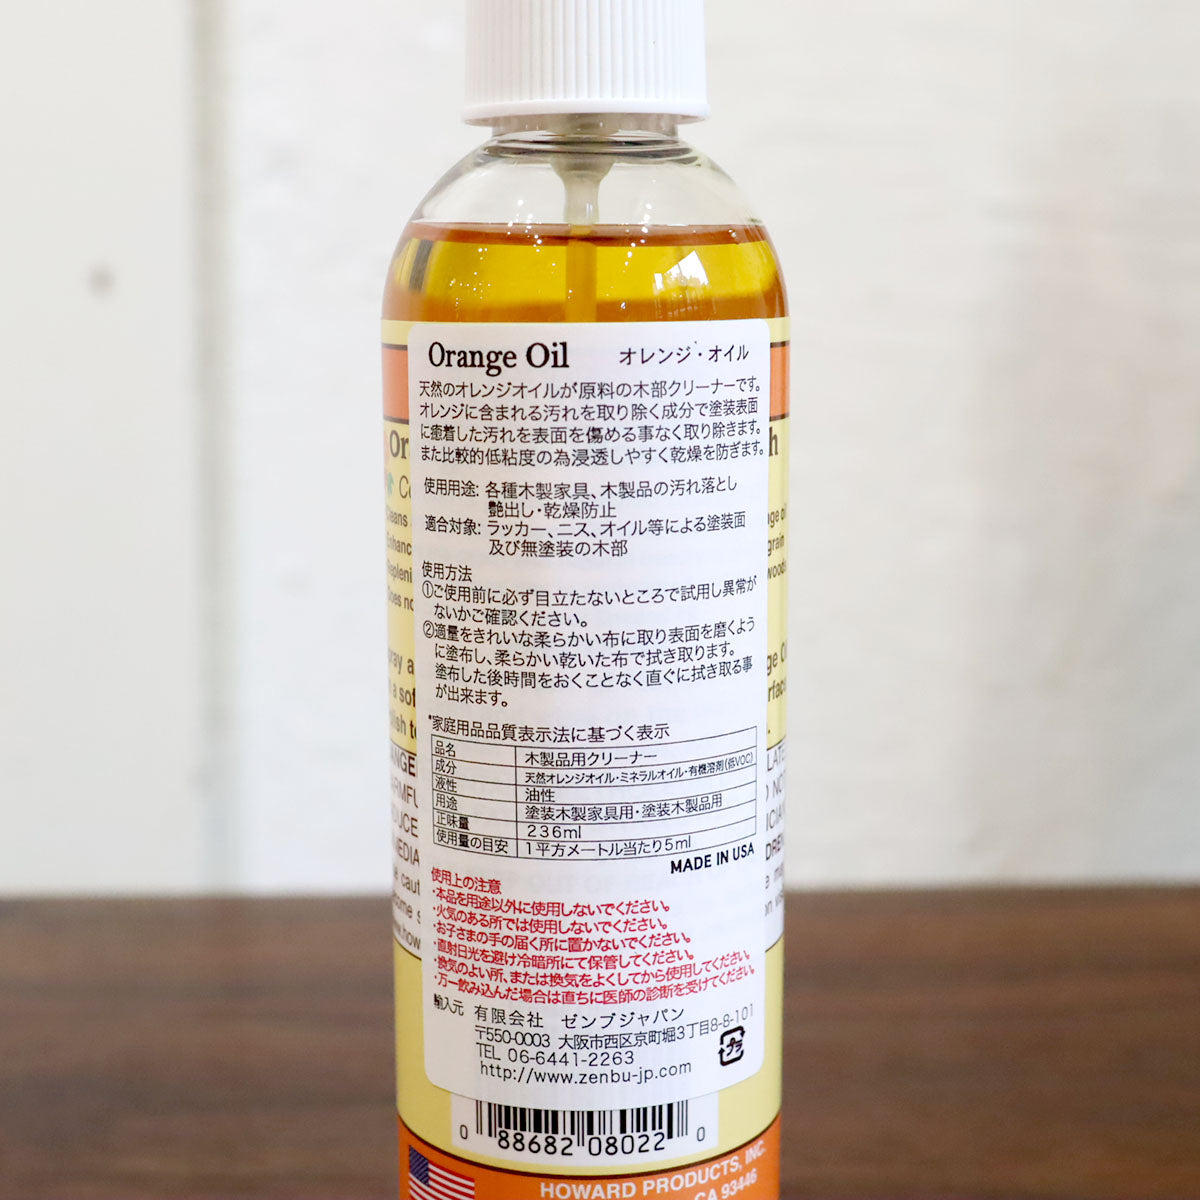 Orange Oil オレンジ・オイル
天然のオレンジオイルが原料の木部クリーナーです。
オレンジに含まれる汚れを取り除く成分で塗装表面
に癒着した汚れを表面を傷める事なく取り除きます。
また比較的低粘度の為浸透しやすく乾燥を防ぎます。
使用用途: 各種木製家具、木製品の汚れ落とし
艶出し・乾燥防止
適合対象: ラッカー、ニス、オイル等による塗装面
及び無塗装の木部
使用方法
①ご使用前に必ず目立たないところで試用し異常が
ないかご確認ください。
②適量をきれいな柔らかい布に取り表面を磨くよう
に塗布し、柔らかい乾いた布で拭き取ります。
塗布した後時間をおくことなく直ぐに拭き取る事
が出来ます。
*家庭用品品質表示法に基づく表示
品名 木製品用クリーナー
成分 天然オレンジオイル・ミネラルオイル・有機溶剤(低VOC)
液性 油性
用途 塗装木製家具用・塗装木製品用
正味量 236ml
使用量の目安 1平方メートル当たり5ml
MADE IN USA
使用上の注意
・本品を用途以外に使用しないでください。
・火気のある所では使用しないでください。
・お子さまの手の届く所に置かないでください。
・直射日光を避け冷暗所にて保管してください。
・換気のよい所、または換気をよくしてから使用してください。
・万一飲み込んだ場合は直ちに医師の診断を受けてください。
輸入元 有限会社 ゼンブジャパン
〒550-0003 大阪市西区京町堀3丁目8-8-101
TEL 06-6441-2263
http://www.zenbu-jp.com
プラ
0 88682 08022 0
HOWARD PRODUCTS, INC.
CA 93446